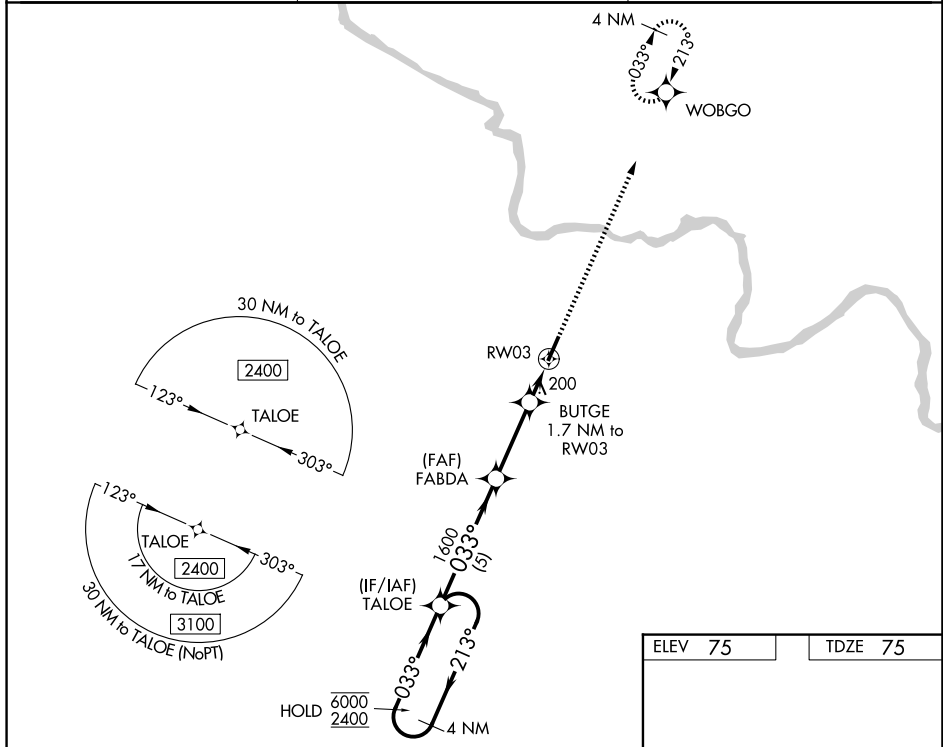 4 NM
033°
213°
WOBGO
30 NM to TALOE
2400
123°
TALOE
303°
RW03
200
BUTGE
1.7 NM to
RW03
(FAF)
FABDA
123°
TALOE
303°
2400
17 NM to TALOE
3100
30 NM to TALOE (NoPT)
1600
033°
(5)
(IF/IAF)
TALOE
033°
213°
HOLD
6000
2400
4 NM
ELEV 75
TDZE 75